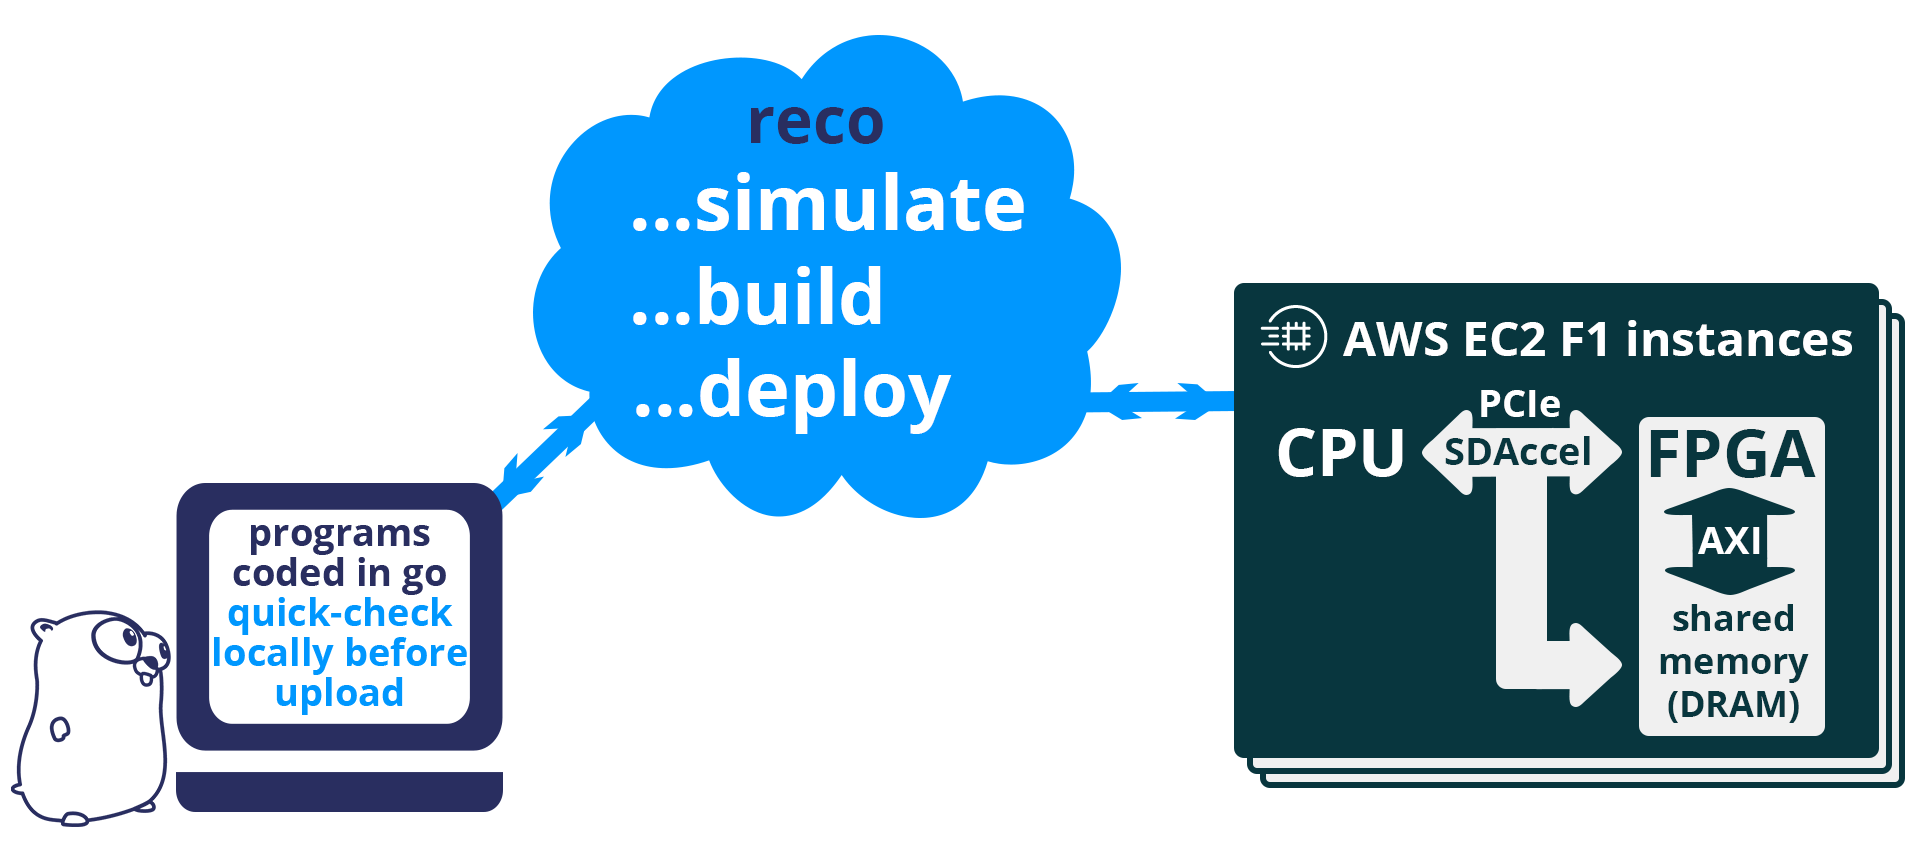 reco
...simulate
...build
...deploy
programs
coded in go
quick-check
locally before
upload
AWS EC2 F1 instances
PCIe
CPU
SDAccel
FPGA
AXI
shared
memory
(DRAM)